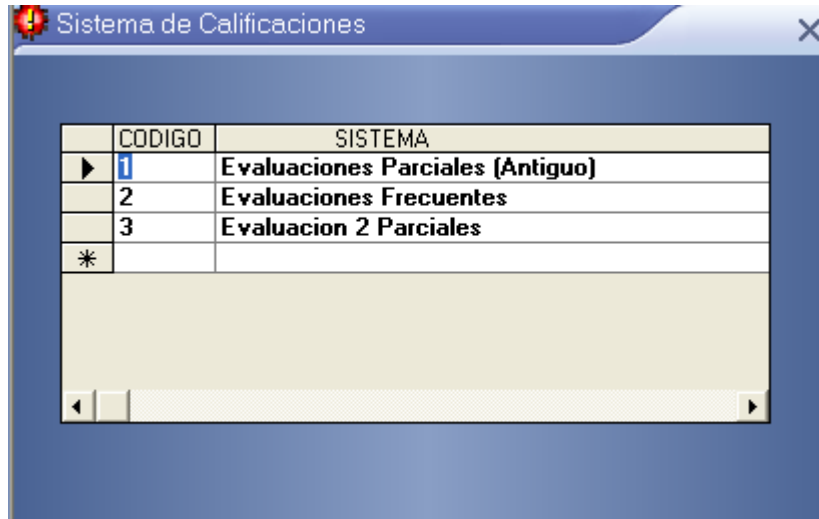 Sistema de Calificaciones
CODIGO SISTEMA
1 Evaluaciones Parciales (Antiguo)
2 Evaluaciones Frecuentes
3 Evaluacion 2 Parciales